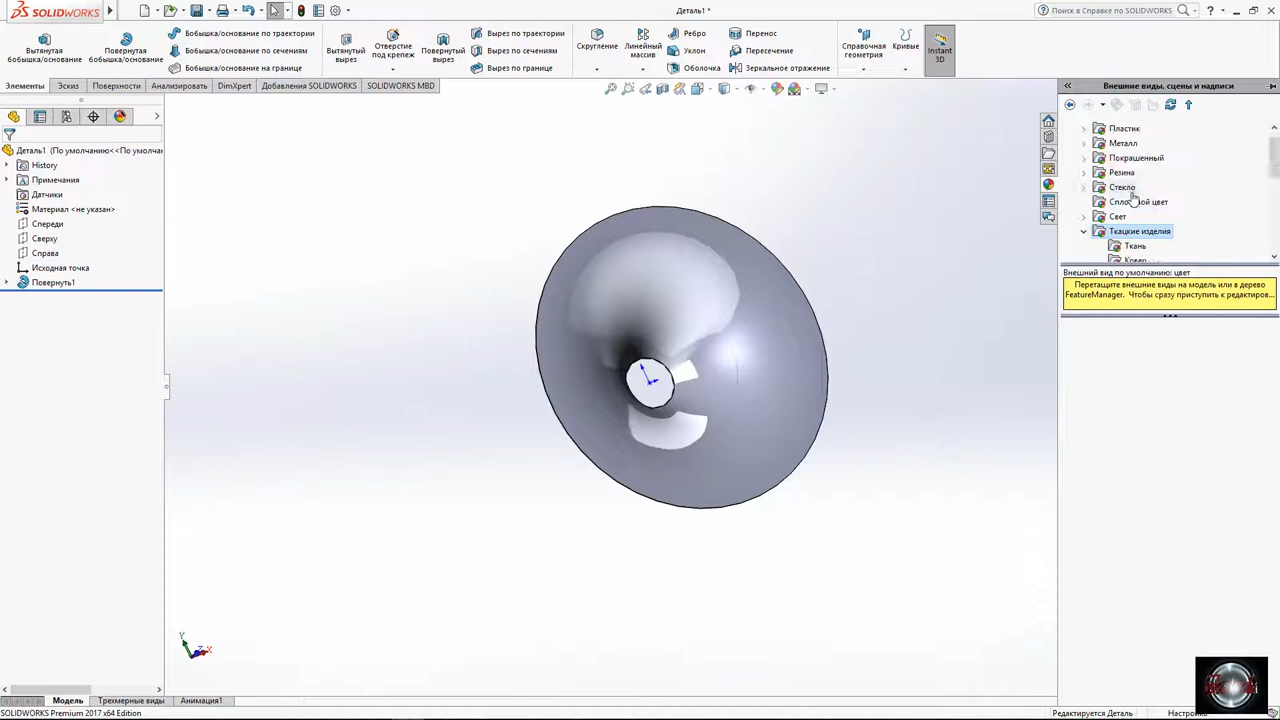 SOLIDWORKS
Деталь1 *
Поиск в Справке по SOLIDWORKS
Вытянутая бобышка/основание
Повернутая бобышка/основание
Бобышка/основание по траектории
Бобышка/основание по сечениям
Бобышка/основание на границе
Вытянутый вырез
Отверстие под крепеж
Повернутый вырез
Вырез по траектории
Вырез по сечениям
Вырез по границе
Скругление
Линейный массив
Ребро
Уклон
Оболочка
Перенос
Пересечение
Зеркальное отражение
Справочная геометрия
Кривые
Instant 3D
Элементы
Эскиз
Поверхности
Анализировать
DimXpert
Добавления SOLIDWORKS
SOLIDWORKS MBD
Внешние виды, сцены и надписи
Деталь1 (По умолчанию<<По умолча
History
Примечания
Датчики
Материал <не указан>
Спереди
Сверху
Справа
Исходная точка
Повернуть1
Пластик
Металл
Покрашенный
Резина
Стекло
Сплошной цвет
Свет
Ткацкие изделия
Ткань
Ковер
Внешний вид по умолчанию: цвет
Перетащите внешние виды на модель или в дерево
FeatureManager. Чтобы сразу приступить к редактиров...
Y
Z
X
Модель
Трехмерные виды
Анимация1
SOLIDWORKS Premium 2017 x64 Edition
Редактируется Деталь